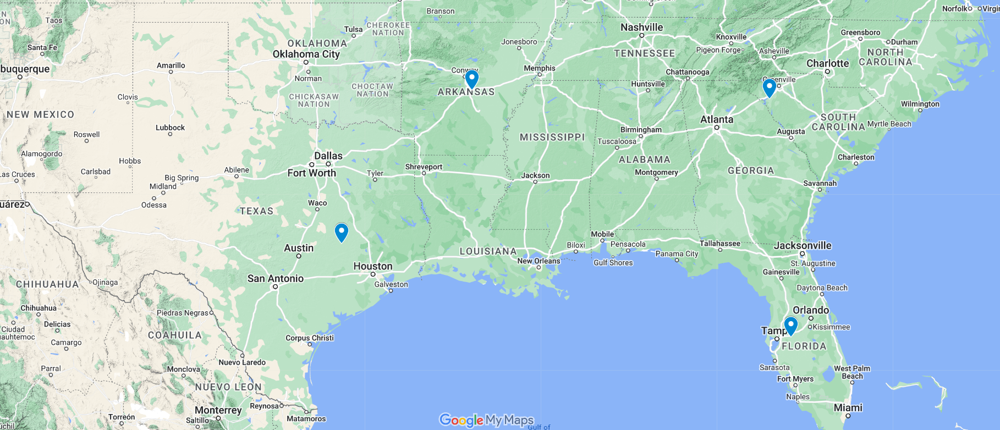 Branson
Bowling Green
Norfolk
Taos
Tulsa
CHEROKEE
NATION
Nashville
Knoxville
Greensboro
Santa Fe
OKLAHOMA
Jonesboro
Pigeon Forge
Durham
Oklahoma City
TENNESSEE
Asheville
NORTH
CAROLINA
buquerque
Amarillo
Conway
Memphis
Chattanooga
Charlotte
Norman
CHOCTAW
NATION
ARKANSAS
Huntsville
CHICKASAW
NATION
Clovis
Wilmington
NEW MEXICO
Lubbock
Atlanta
SOUTH
CAROLINA
Myrtle Beach
Roswell
MISSISSIPPI
Birmingham
Augusta
Tuscaloosa
Alamogordo
Hobbs
Dallas
ALABAMA
Charleston
Carlsbad
Abilene
Shreveport
GEORGIA
Las Cruces
Big Spring
Fort Worth
Tyler
Jackson
Montgomery
Savannah
Midland
uárez
Odessa
Waco
TEXAS
Mobile
Austin
LOUISIANA
Biloxi
Pensacola
Tallahassee
Jacksonville
Panama City
Houston
New Orleans
Gulf Shores
St. Augustine
San Antonio
Galveston
Gainesville
CHIHUAHUA
Ojinaga
Daytona Beach
Chihuahua
Piedras Negras
Orlando
Delicias
Ciudad
uauhtemoc
COAHUILA
Corpus Christi
Kissimmee
Tamp
Camargo
FLORIDA
Nuevo Laredo
Parral
Monclova
Sarasota
West Palm
Beach
NUEVO LEON
Fort Myers
Naples
Monterrey
Reynosa
Miami
Torreón
Saltillo
Matamoros
Google My Maps
Gulf of